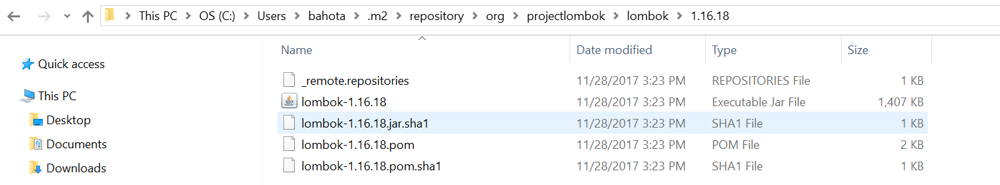 This PC > OS (C:) > Users > bahota > .m2 > repository > org > projectlombok > lombok > 1.16.18
Quick access
This PC
Desktop
Documents
Downloads
Name Date modified Type Size
_remote.repositories 11/28/2017 3:23 PM REPOSITORIES File 1 KB
lombok-1.16.18 11/28/2017 3:23 PM Executable Jar File 1,407 KB
lombok-1.16.18.jar.sha1 11/28/2017 3:23 PM SHA1 File 1 KB
lombok-1.16.18.pom 11/28/2017 3:23 PM POM File 2 KB
lombok-1.16.18.pom.sha1 11/28/2017 3:23 PM SHA1 File 1 KB